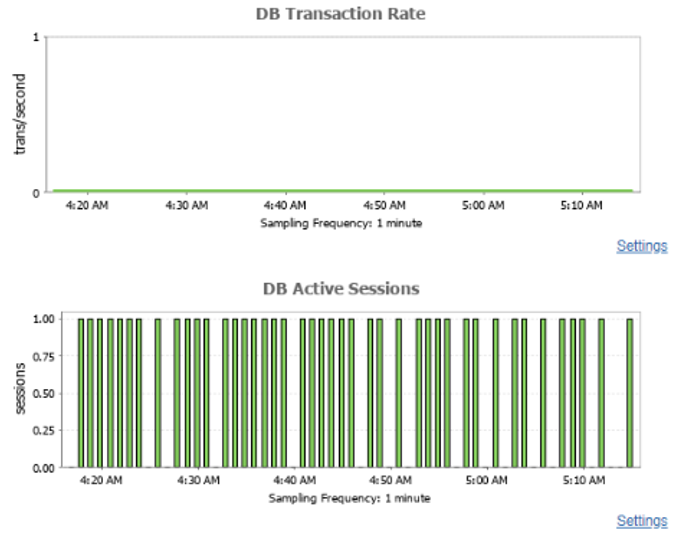 DB Transaction Rate
1
trans/second
0
4:20 AM 4:30 AM 4:40 AM 4:50 AM 5:00 AM 5:10 AM
Sampling Frequency: 1 minute
Settings
DB Active Sessions
1.00
0.75
sessions
0.50
0.25
0.00
4:20 AM 4:30 AM 4:40 AM 4:50 AM 5:00 AM 5:10 AM
Sampling Frequency: 1 minute
Settings